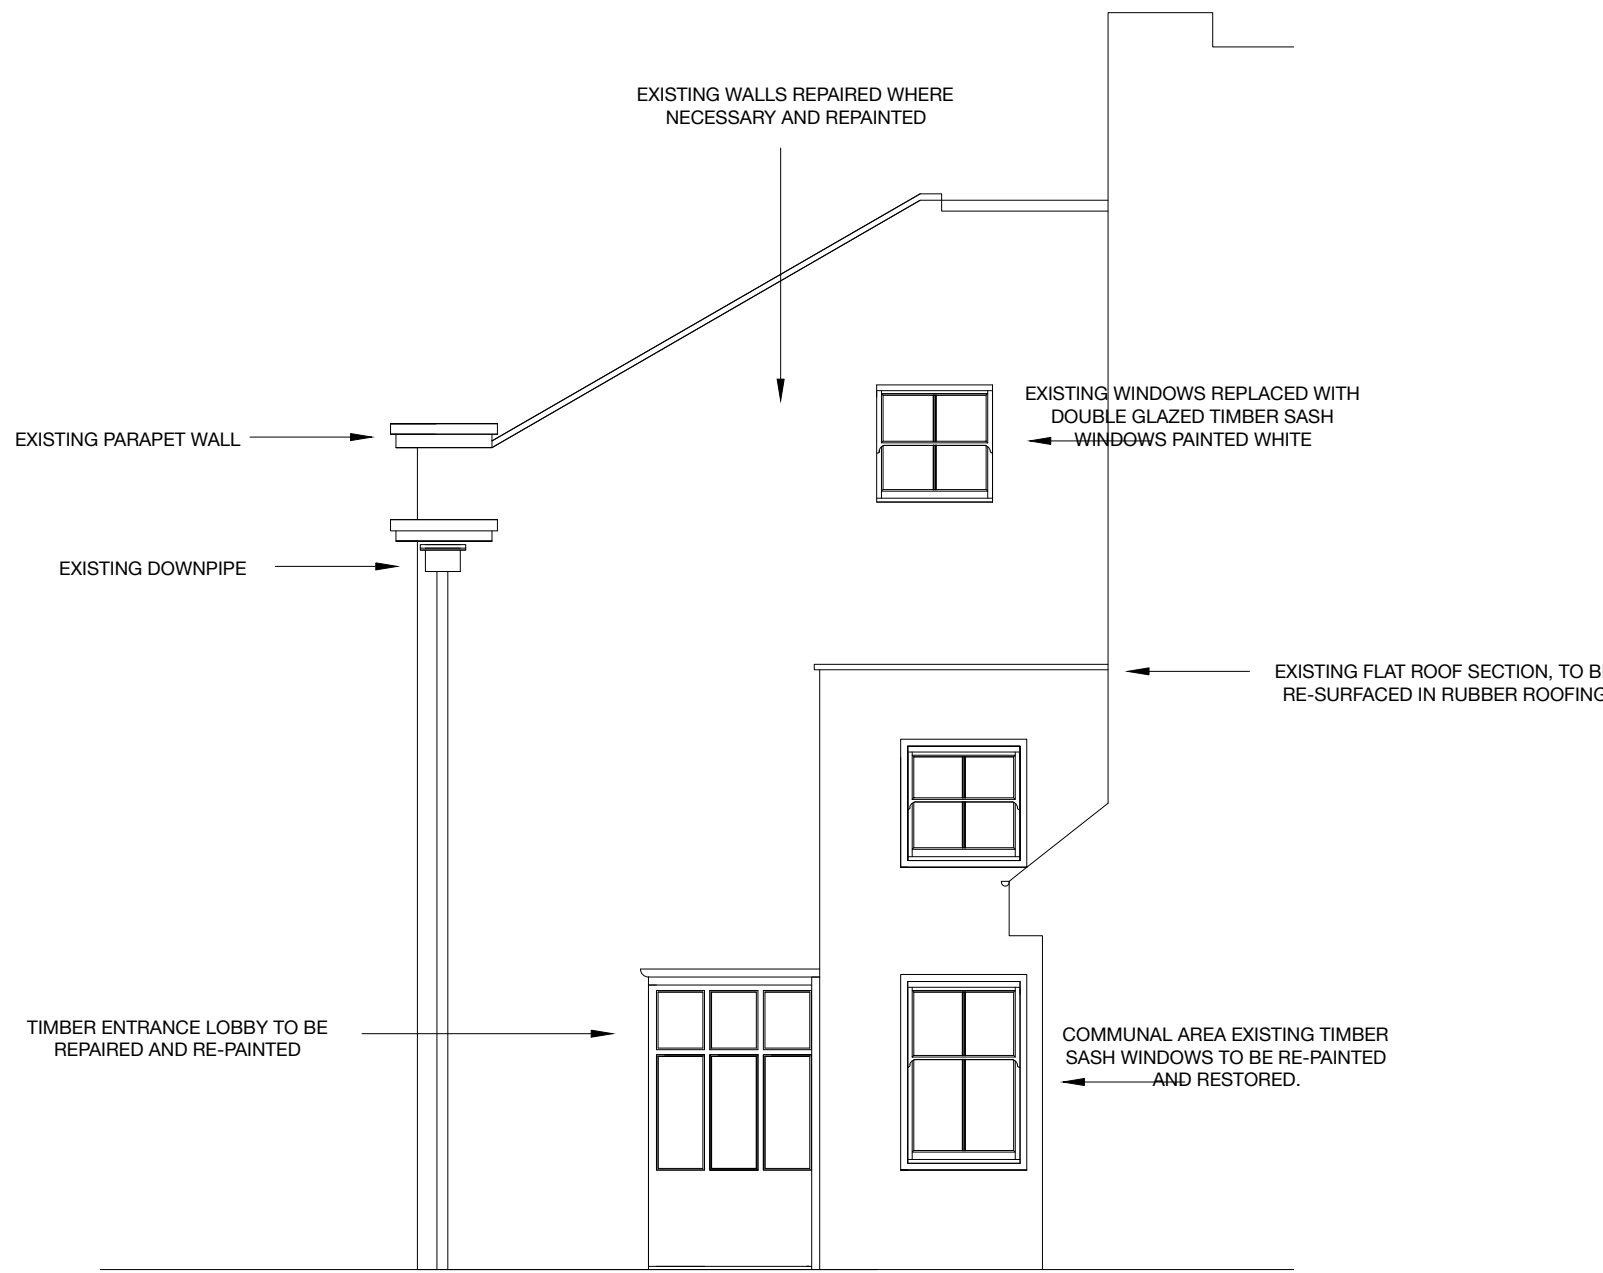 EXISTING WALLS REPAIRED WHERE
NECESSARY AND REPAINTED
EXISTING WINDOWS REPLACED WITH
DOUBLE GLAZED TIMBER SASH
WINDOWS PAINTED WHITE
EXISTING PARAPET WALL
EXISTING DOWNPIPE
EXISTING FLAT ROOF SECTION, TO BE
RE-SURFACED IN RUBBER ROOFING
TIMBER ENTRANCE LOBBY TO BE
REPAIRED AND RE-PAINTED
COMMUNAL AREA EXISTING TIMBER
SASH WINDOWS TO BE RE-PAINTED
AND RESTORED.